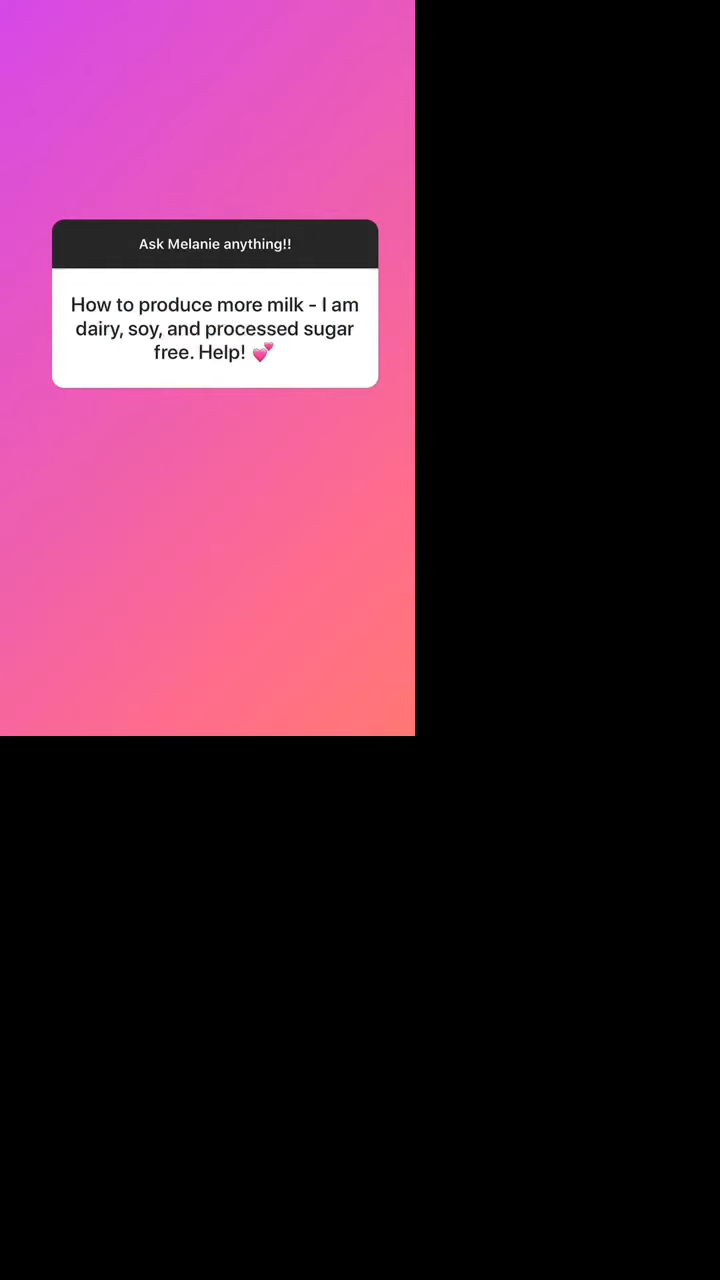 Ask Melanie anything!!
How to produce more milk - I am
dairy, soy, and processed sugar
free. Help! 💕